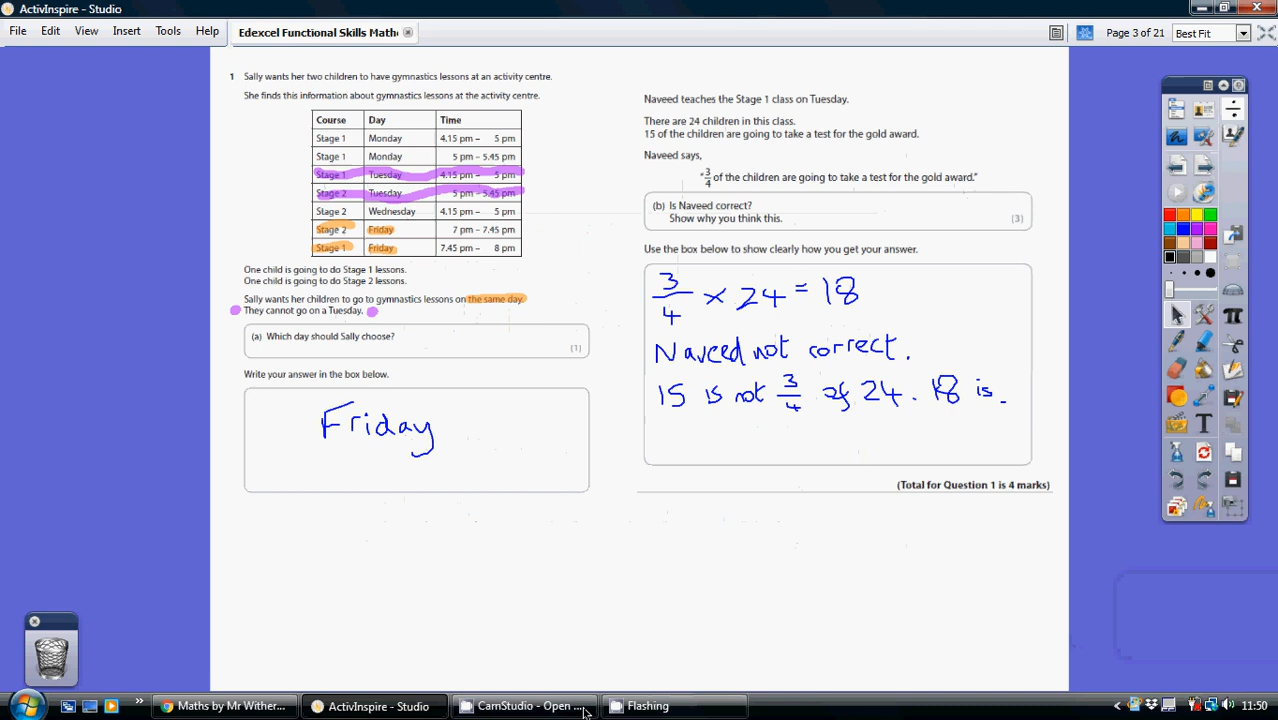 ActivInspire - Studio
File Edit View Insert Tools Help Edexcel Functional Skills Mathe Page 3 of 21 Best Fit
1 Sally wants her two children to have gymnastics lessons at an activity centre.
She finds this information about gymnastics lessons at the activity centre.
Course Day Time
Stage 1 Monday 4.15 pm – 5 pm
Stage 1 Monday 5 pm – 5.45 pm
Stage 1 Tuesday 4.15 pm – 5 pm
Stage 2 Tuesday 5 pm – 5.45 pm
Stage 2 Wednesday 4.15 pm – 5 pm
Stage 2 Friday 7 pm – 7.45 pm
Stage 1 Friday 7.45 pm – 8 pm
One child is going to do Stage 1 lessons.
One child is going to do Stage 2 lessons.
Sally wants her children to go to gymnastics lessons on the same day.
They cannot go on a Tuesday.
(a) Which day should Sally choose?
[1]
Write your answer in the box below.
Friday
Naveed teaches the Stage 1 class on Tuesday.
There are 24 children in this class.
15 of the children are going to take a test for the gold award.
Naveed says,
"3/4 of the children are going to take a test for the gold award."
(b) Is Naveed correct?
Show why you think this. [3]
Use the box below to show clearly how you get your answer.
3/4 × 24 = 18
Naveed not correct.
15 is not 3/4 of 24. 18 is.
(Total for Question 1 is 4 marks)
Maths by Mr Wither... ActivInspire - Studio CamStudio - Open ... Flashing 11:50